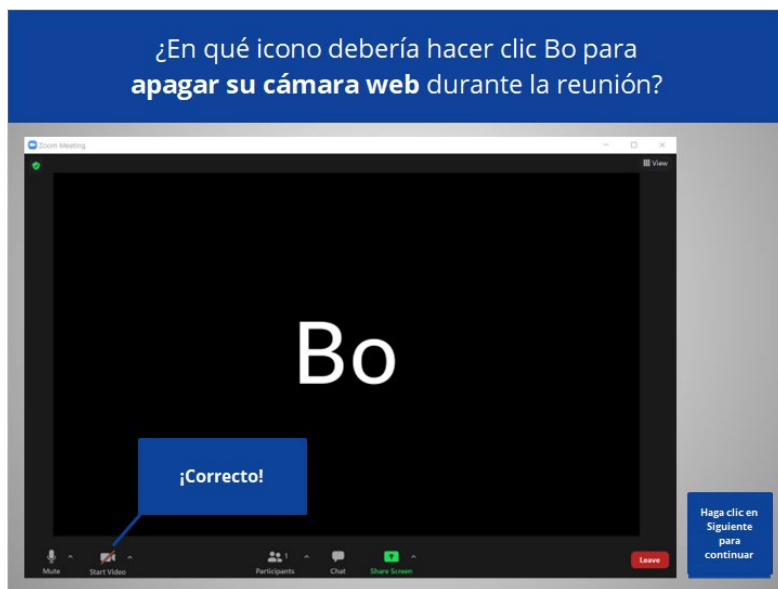 ¿En qué icono debería hacer clic Bo para
apagar su cámara web durante la reunión?
Zoom Meeting
View
Bo
¡Correcto!
Haga clic en
Siguiente
para
continuar
Mute
Start Video
Participants
1
Chat
Share Screen
Leave